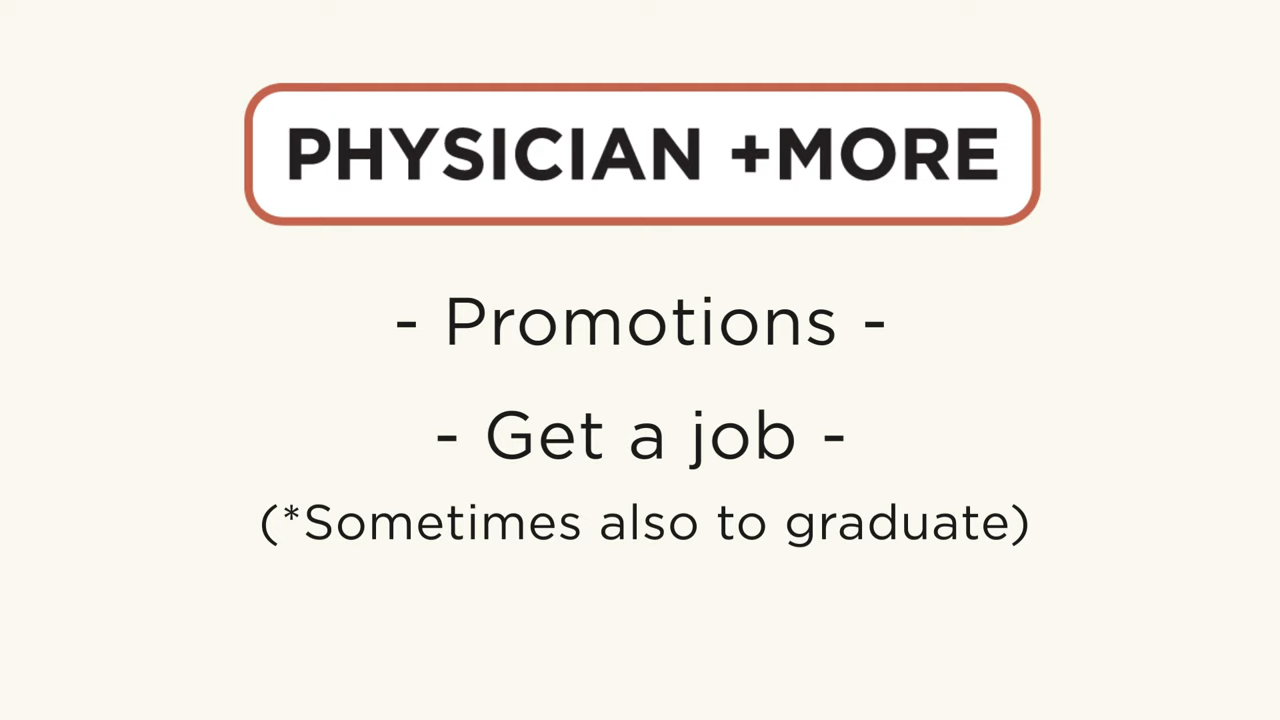 PHYSICIAN +MORE
- Promotions -
- Get a job -
(*Sometimes also to graduate)